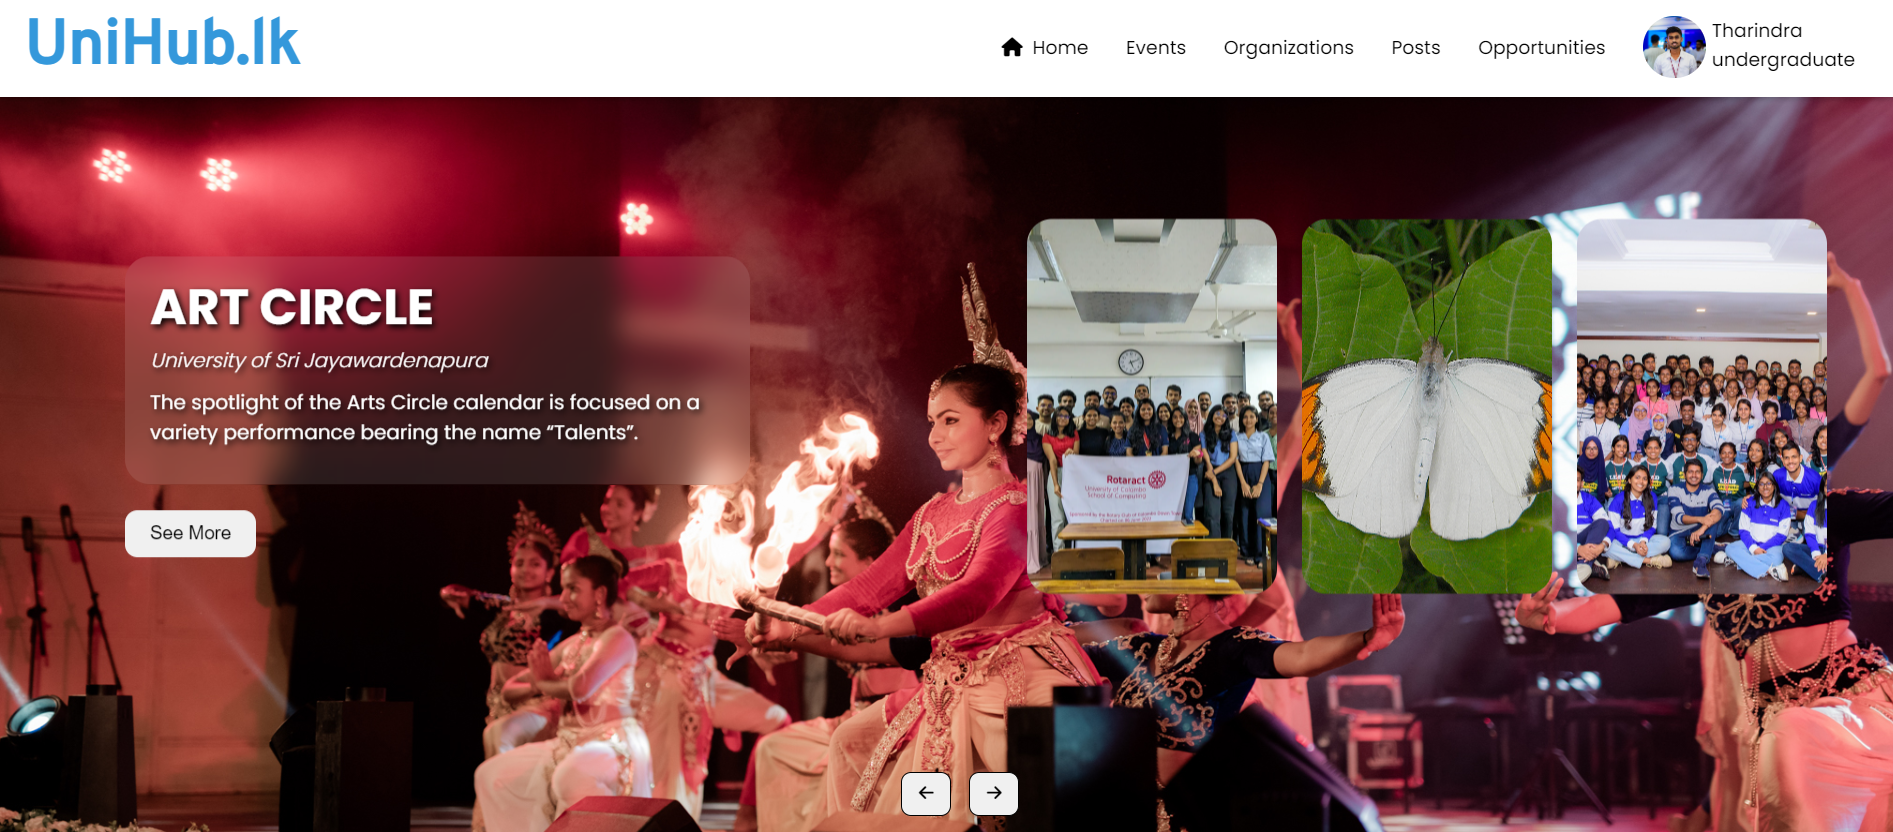 UniHub.lk
Home
Events
Organizations
Posts
Opportunities
Tharindra
undergraduate
ART CIRCLE
University of Sri Jayawardenapura
The spotlight of the Arts Circle calendar is focused on a
variety performance bearing the name “Talents”.
See More
Rotaract
University of Colombo
School of Computing